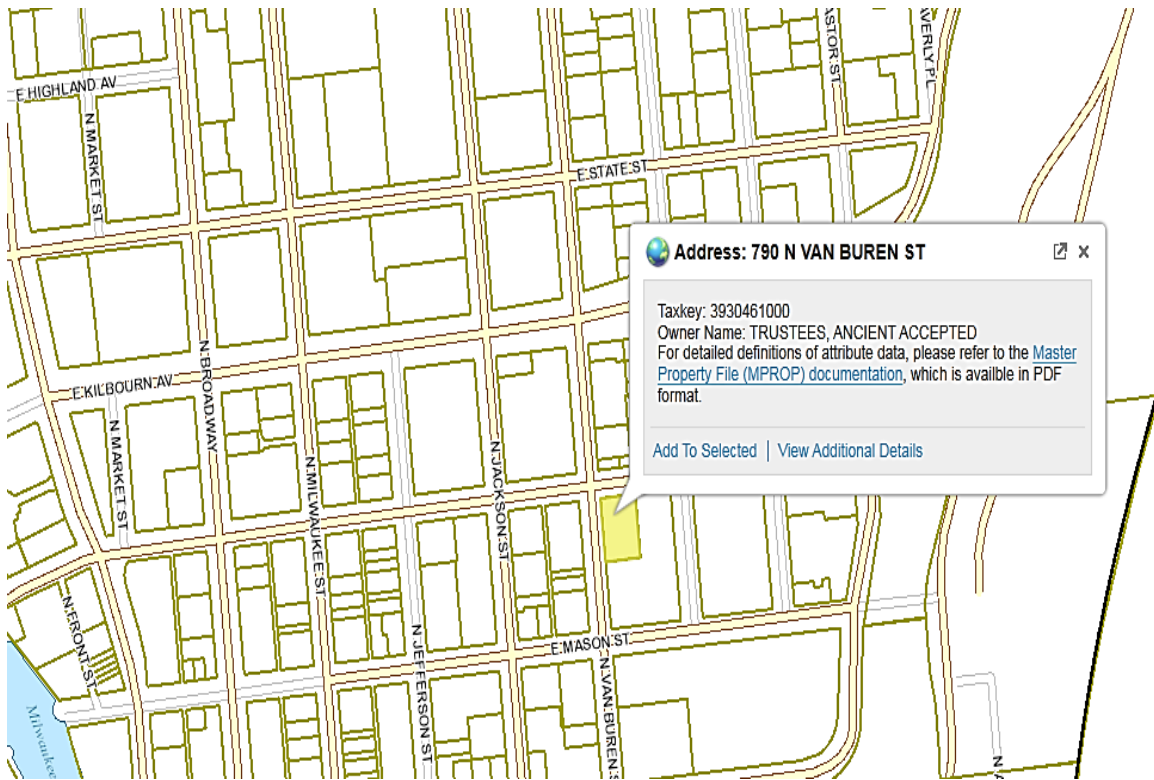 ASTOR ST
AVERLY PL
E HIGHLAND AV
N MARKET ST
E STATE ST
Address: 790 N VAN BUREN ST
Taxkey: 3930461000
Owner Name: TRUSTEES, ANCIENT ACCEPTED
For detailed definitions of attribute data, please refer to the Master
Property File (MPROP) documentation, which is availble in PDF
format.
Add To Selected | View Additional Details
N BROADWAY
E KILBOURN AV
N MARKET ST
N MILWAUKEE ST
N JACKSON ST
N FRONT ST
N JEFFERSON ST
E MASON ST
N VAN BUREN S
Milwaukee
N A